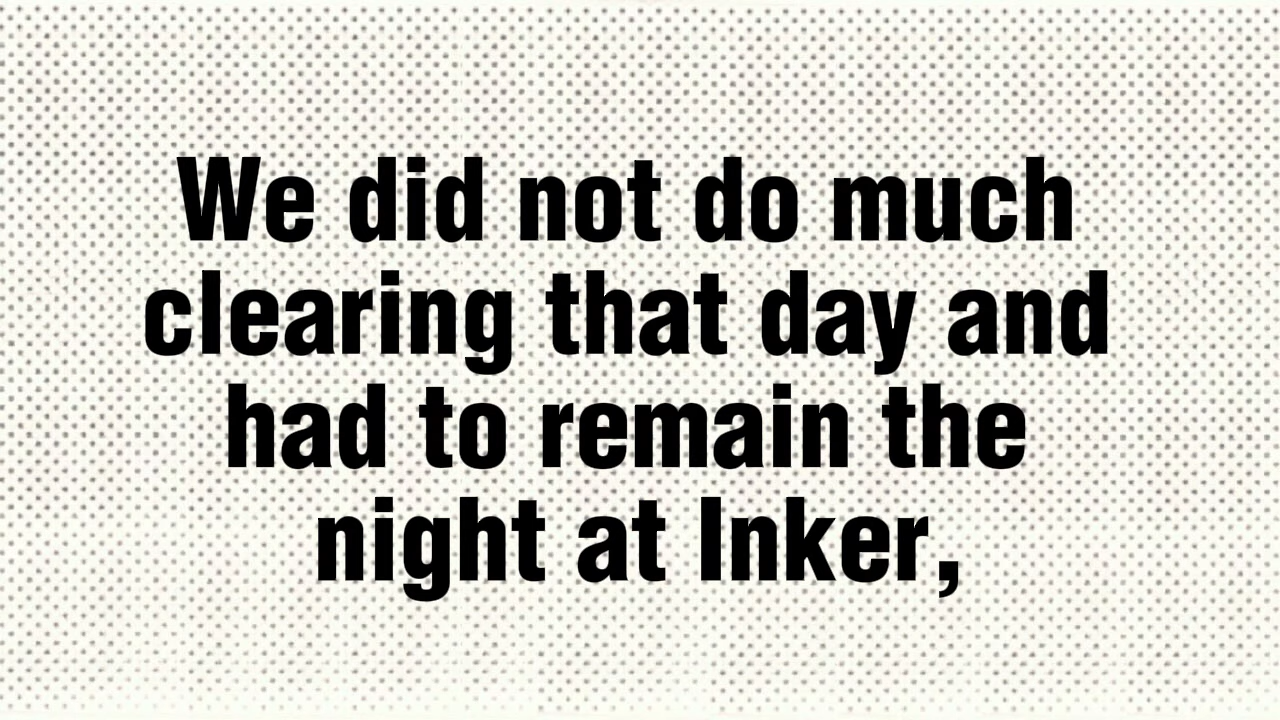 We did not do much
clearing that day and
had to remain the
night at Inker,